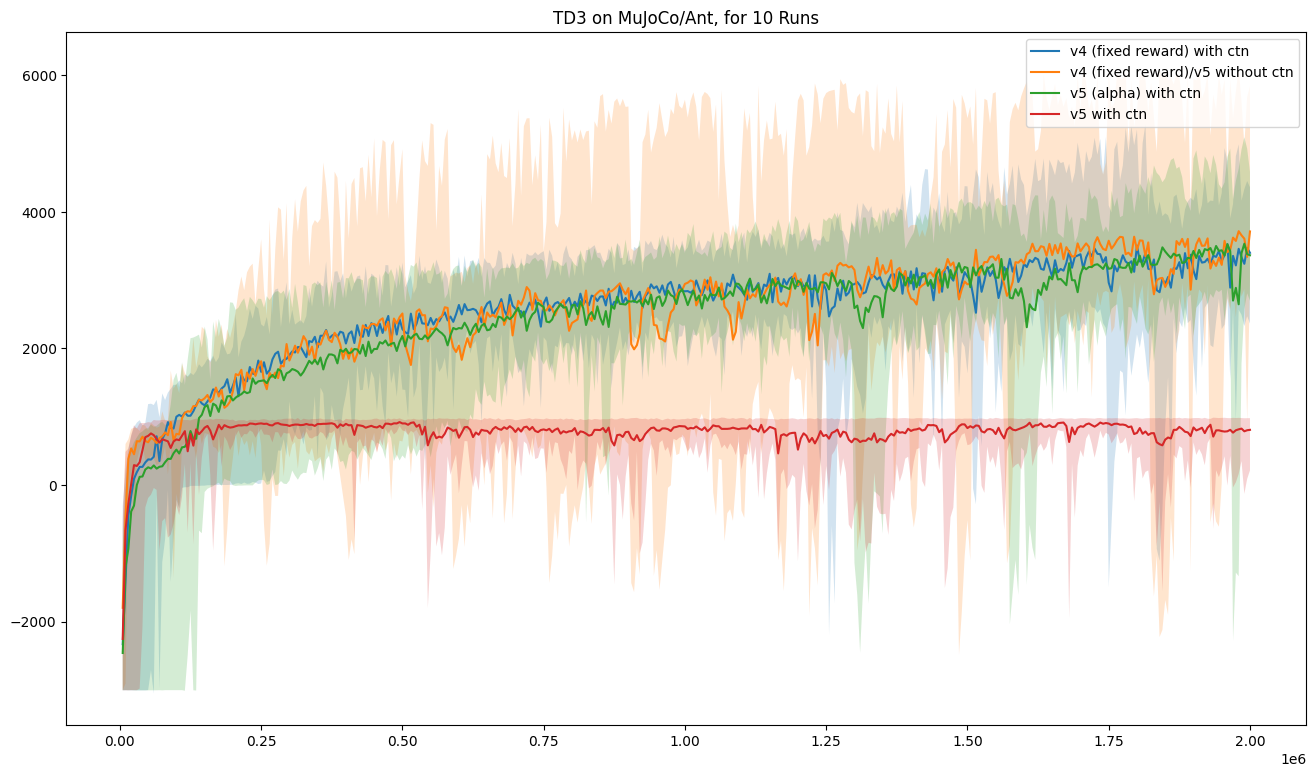 TD3 on MuJoCo/Ant, for 10 Runs
v4 (fixed reward) with ctn
v4 (fixed reward)/v5 without ctn
v5 (alpha) with ctn
v5 with ctn
6000
4000
2000
0
−2000
0.00 0.25 0.50 0.75 1.00 1.25 1.50 1.75 2.00
1e6